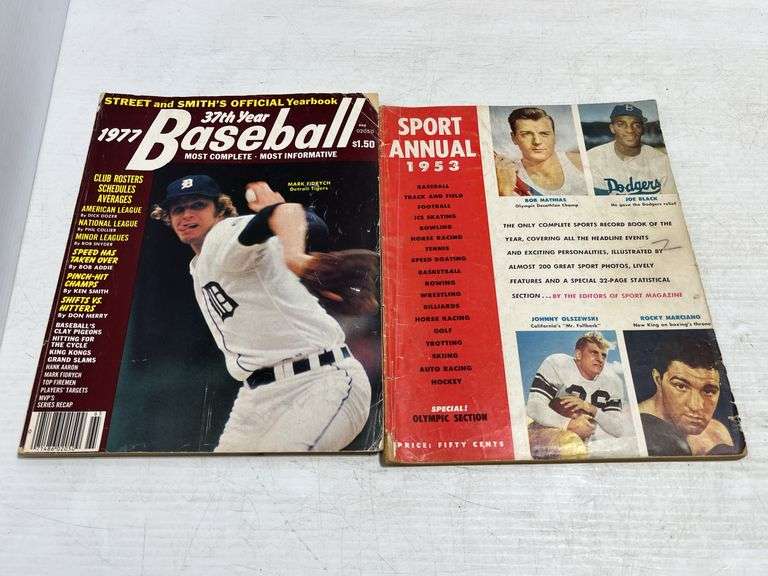 STREET and SMITH'S OFFICIAL Yearbook
37th Year
1977 Baseball
02050
$1.50
MOST COMPLETE · MOST INFORMATIVE
CLUB ROSTERS
SCHEDULES
AVERAGES
AMERICAN LEAGUE
By DICK DOZER
NATIONAL LEAGUE
By PHIL COLLIER
MINOR LEAGUES
By BOB SNYDER
SPEED HAS
TAKEN OVER
By BOB ADDIE
PINCH-HIT
CHAMPS
By KEN SMITH
SHIFTS VS.
HITTERS
By DON MERRY
BASEBALL'S
CLAY PIGEONS
HITTING FOR
THE CYCLE
KING KONGS
GRAND SLAMS
HANK AARON
MARK FIDRYCH
TOP FIREMEN
PLAYERS' TARGETS
MVP'S
SERIES RECAP
MARK FIDRYCH
Detroit Tigers
D
D
71486 02050
SPORT
ANNUAL
1953
BASEBALL
TRACK AND FIELD
FOOTBALL
ICE SKATING
BOWLING
HORSE RACING
TENNIS
SPEED BOATING
BASKETBALL
ROWING
WRESTLING
BILLIARDS
HORSE RACING
GOLF
TROTTING
SKIING
AUTO RACING
HOCKEY
SPECIAL!
OLYMPIC SECTION
PRICE: FIFTY CENTS
BOB MATHIAS
Olympic Decathlon Champ
B
Dodgers
JOE BLACK
He gave the Dodgers relief
THE ONLY COMPLETE SPORTS RECORD BOOK OF THE
YEAR, COVERING ALL THE HEADLINE EVENTS
AND EXCITING PERSONALITIES, ILLUSTRATED BY
ALMOST 200 GREAT SPORT PHOTOS, LIVELY
FEATURES AND A SPECIAL 32-PAGE STATISTICAL
SECTION...BY THE EDITORS OF SPORT MAGAZINE
JOHNNY OLSZEWSKI
California's "Mr. Fullback"
ROCKY MARCIANO
New King on boxing's throne
36